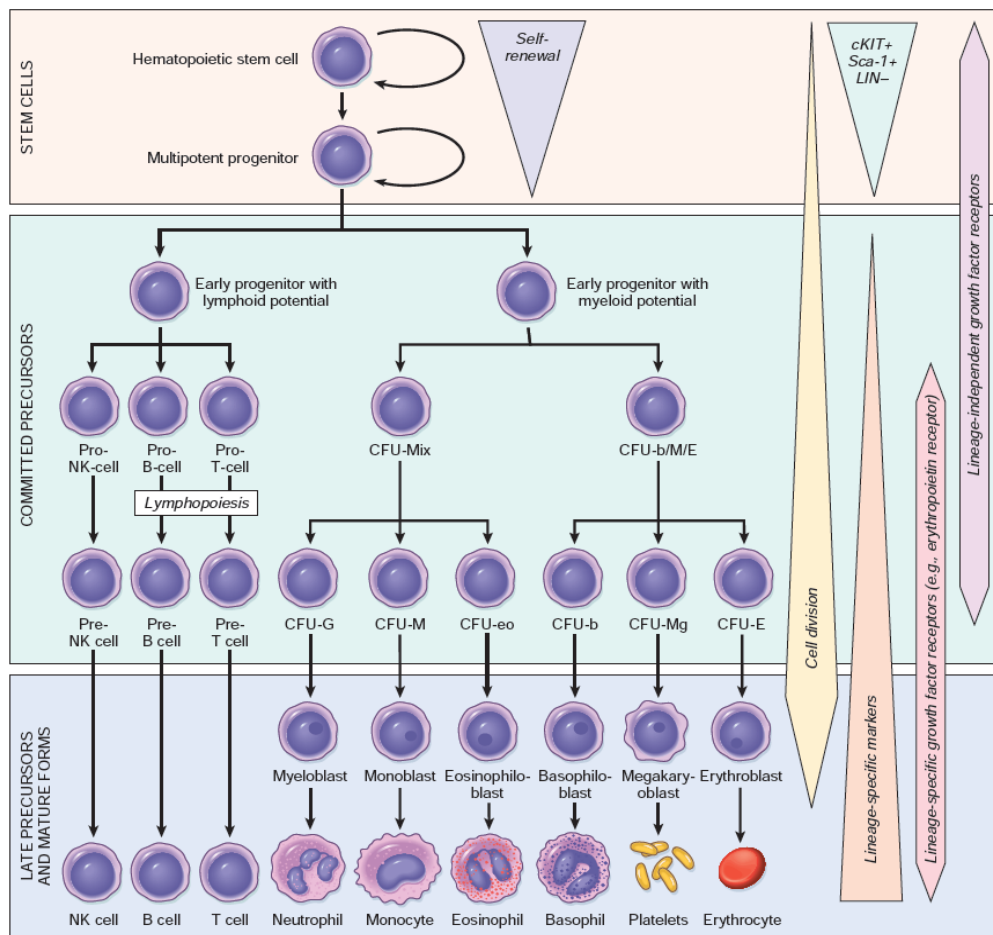 STEM CELLS
Hematopoietic stem cell
Multipotent progenitor
Self-
renewal
cKIT+
Sca-1+
LIN–
Lineage-independent growth factor receptors
COMMITTED PRECURSORS
Early progenitor with
lymphoid potential
Early progenitor with
myeloid potential
Pro-
NK-cell
Pro-
B-cell
Pro-
T-cell
CFU-Mix
CFU-b/M/E
Lymphopoiesis
Pre-
NK cell
Pre-
B cell
Pre-
T cell
CFU-G
CFU-M
CFU-eo
CFU-b
CFU-Mg
CFU-E
Cell division
Lineage-specific markers
Lineage-specific growth factor receptors (e.g., erythropoietin receptor)
LATE PRECURSORS
AND MATURE FORMS
Myeloblast
Monoblast
Eosinophilo-
blast
Basophilo-
blast
Megakary-
oblast
Erythroblast
NK cell
B cell
T cell
Neutrophil
Monocyte
Eosinophil
Basophil
Platelets
Erythrocyte